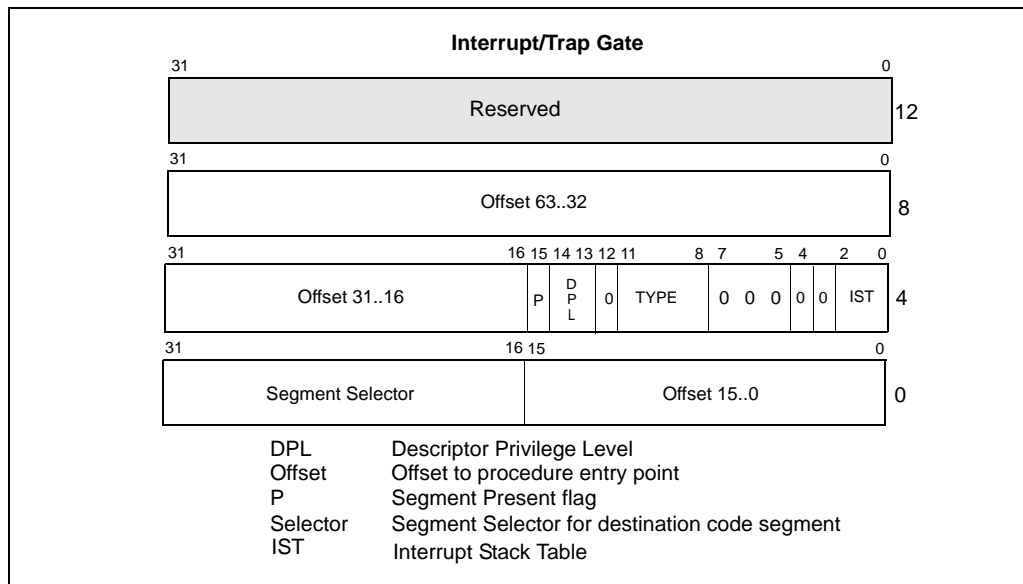 Interrupt/Trap Gate
31 0
Reserved 12
31 0
Offset 63..32 8
31 16 15 14 13 12 11 8 7 5 4 2 0
Offset 31..16 P DPL 0 TYPE 0 0 0 0 0 IST 4
31 16 15 0
Segment Selector Offset 15..0 0
DPL Descriptor Privilege Level
Offset Offset to procedure entry point
P Segment Present flag
Selector Segment Selector for destination code segment
IST Interrupt Stack Table